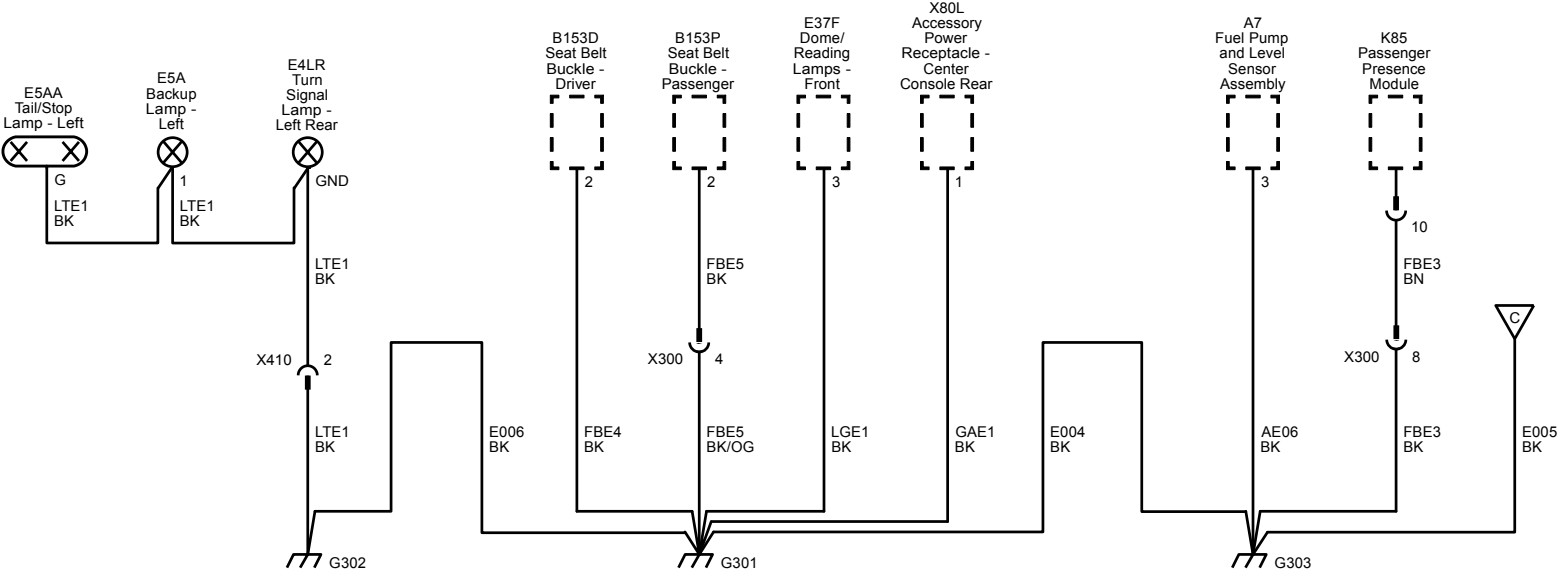 E5AA
Tail/Stop
Lamp - Left
E5A
Backup
Lamp -
Left
E4LR
Turn
Signal
Lamp -
Left Rear
B153D
Seat Belt
Buckle -
Driver
B153P
Seat Belt
Buckle -
Passenger
E37F
Dome/
Reading
Lamps -
Front
X80L
Accessory
Power
Receptacle -
Center
Console Rear
A7
Fuel Pump
and Level
Sensor
Assembly
K85
Passenger
Presence
Module
G
1
GND
2
2
3
1
3
LTE1
BK
LTE1
BK
10
LTE1
BK
FBE5
BK
FBE3
BN
C
X410
2
X300
4
X300
8
LTE1
BK
E006
BK
FBE4
BK
FBE5
BK/OG
LGE1
BK
GAE1
BK
E004
BK
AE06
BK
FBE3
BK
E005
BK
G302
G301
G303